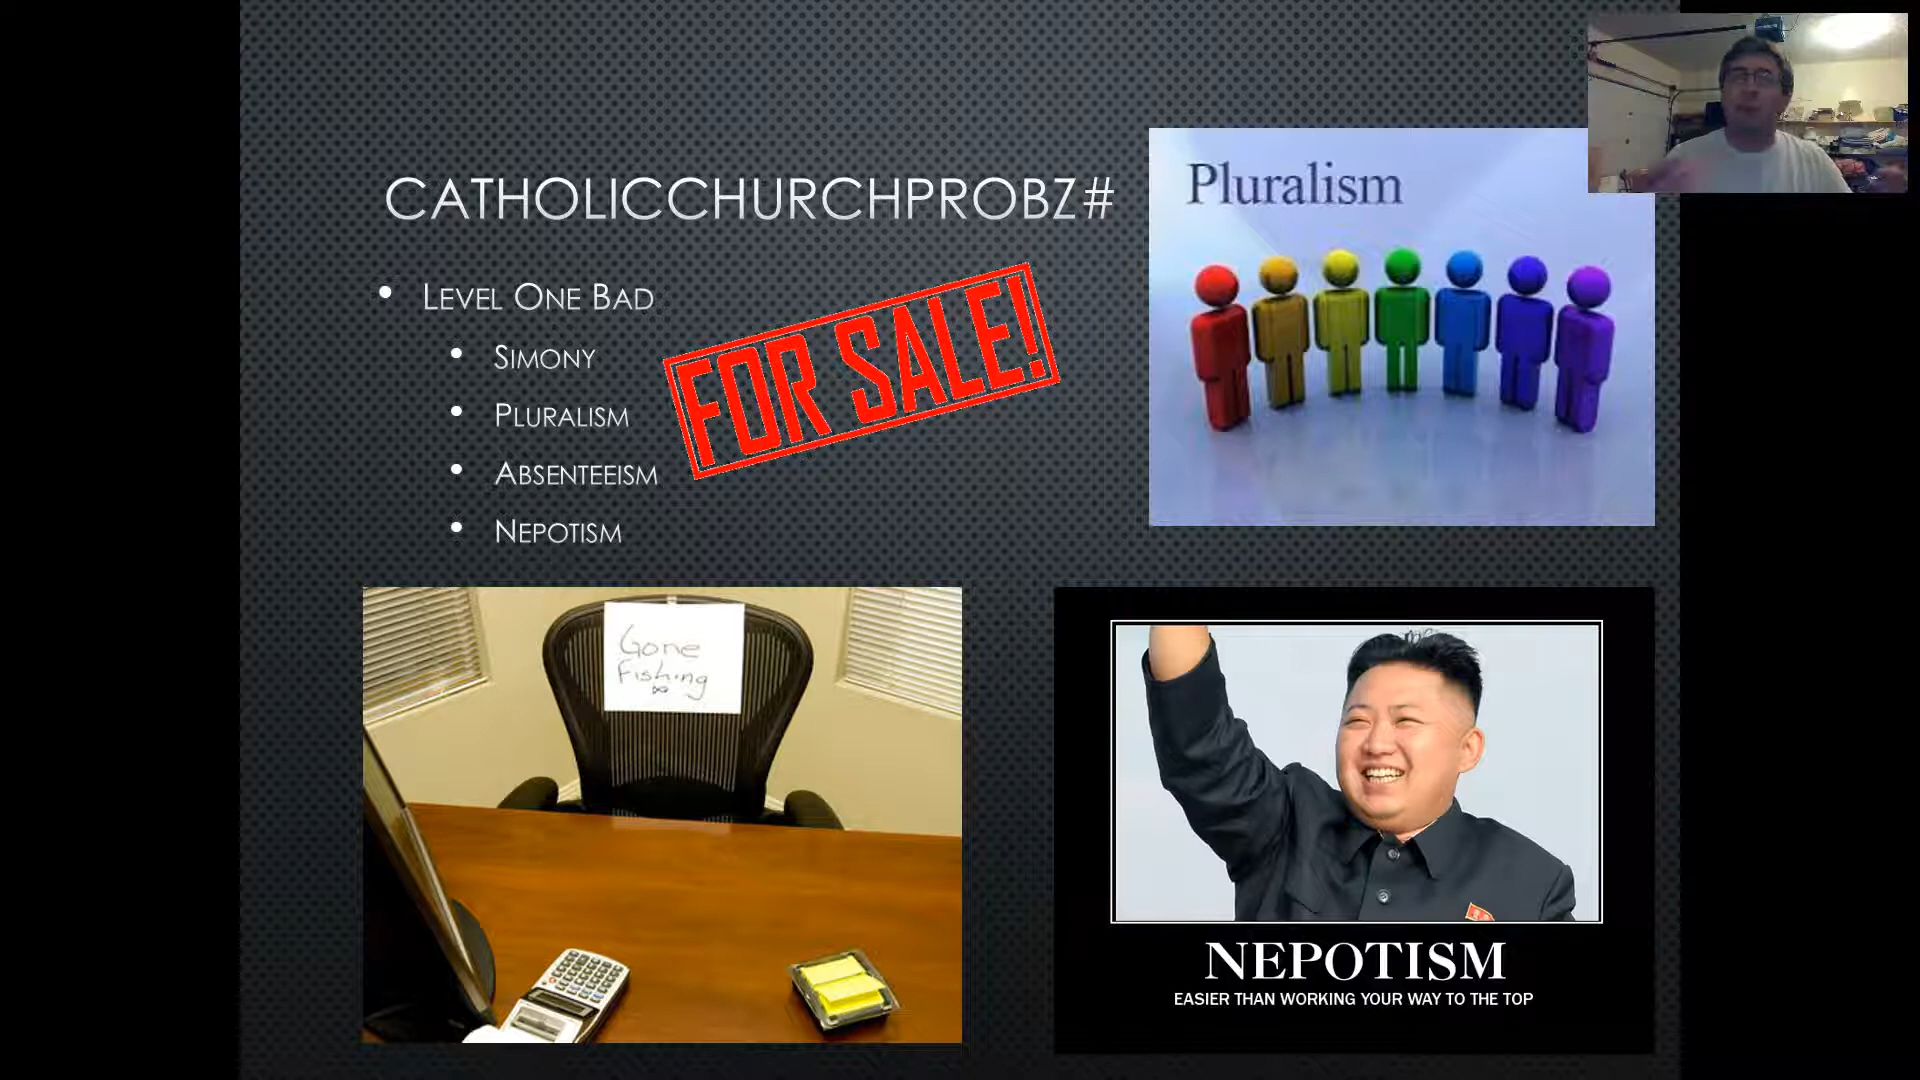 CATHOLICCHURCHPROBZ#
LEVEL ONE BAD
SIMONY
PLURALISM
ABSENTEEISM
NEPOTISM
FOR SALE!
Pluralism
Gone
Fishing
NEPOTISM
EASIER THAN WORKING YOUR WAY TO THE TOP